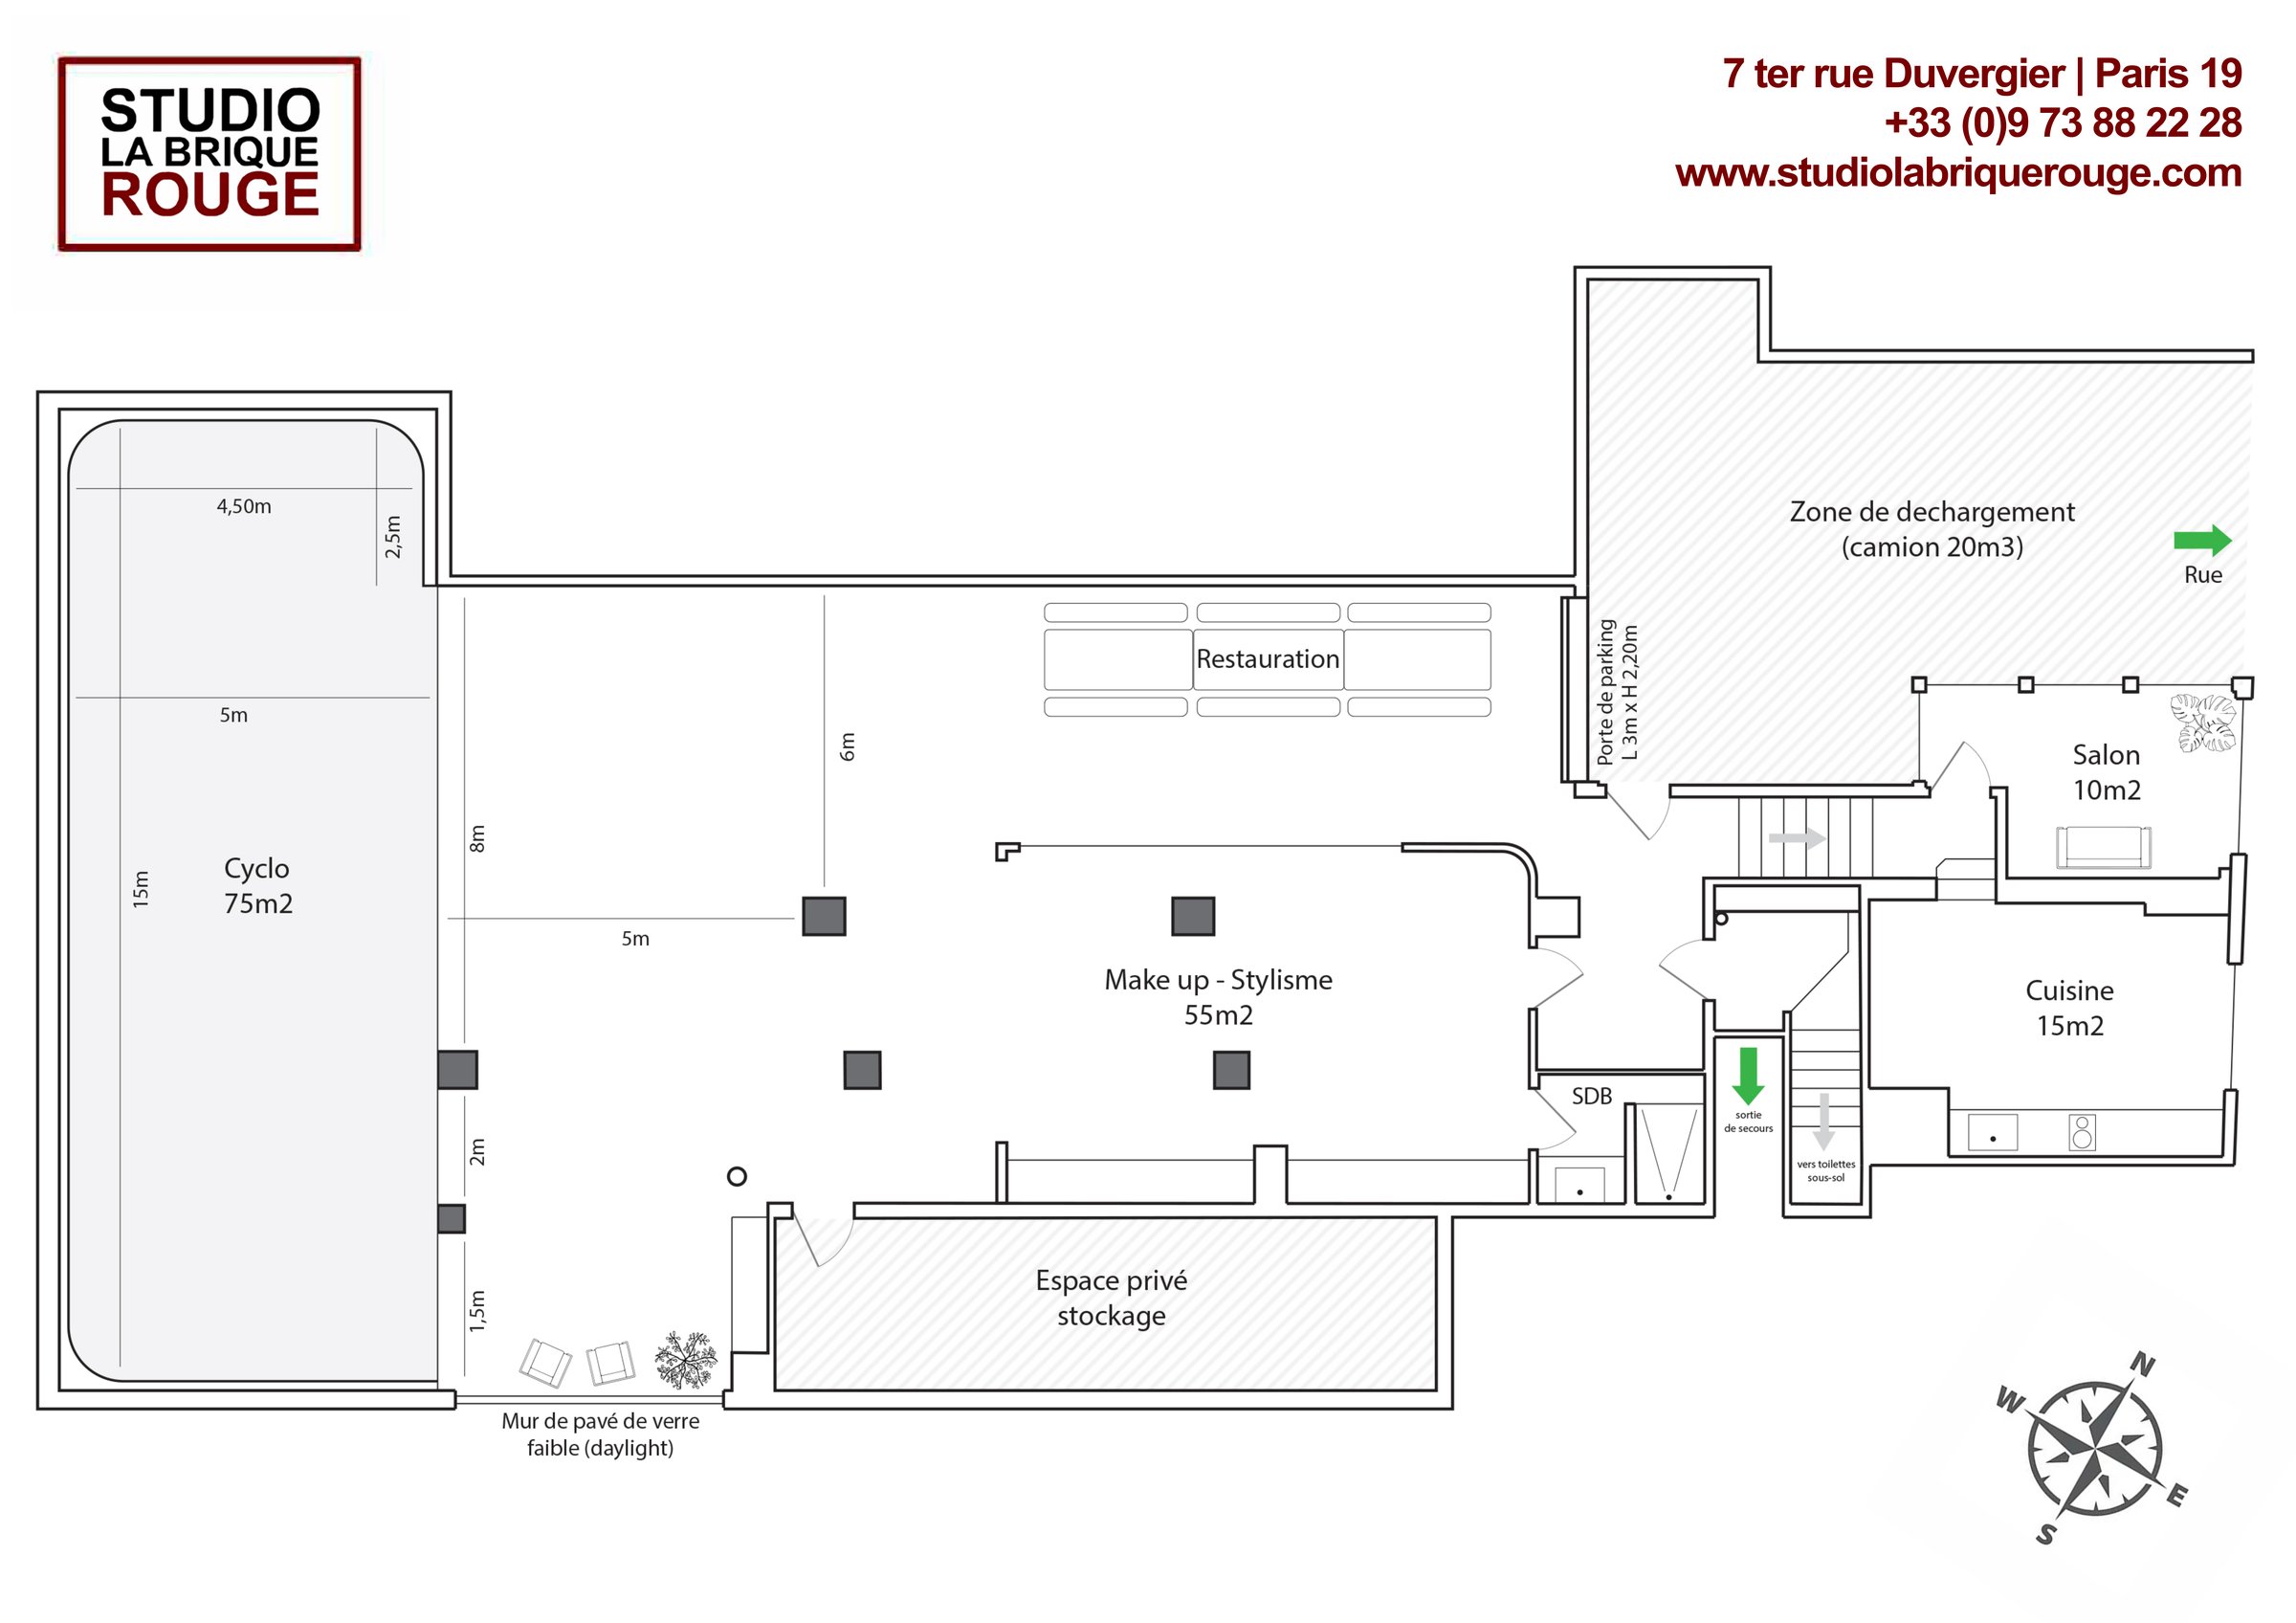 STUDIO
LA BRIQUE
ROUGE
7 ter rue Duvergier | Paris 19
+33 (0)9 73 88 22 28
www.studiolabriquerouge.com
4,50m
2,5m
5m
15m
Cyclo
75m2
8m
6m
5m
2m
1,5m
Restauration
Porte de parking
L 3m x H 2,20m
Zone de dechargement
(camion 20m3)
Rue
Salon
10m2
Make up - Stylisme
55m2
Cuisine
15m2
SDB
sortie
de secours
vers toilettes
sous-sol
Espace privé
stockage
Mur de pavé de verre
faible (daylight)
N
W
E
S